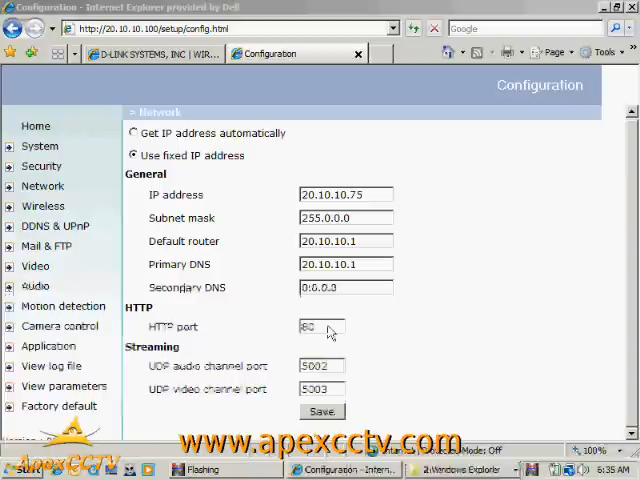 Configuration - Internet Explorer provided by Dell
http://20.10.10.100/setup/config.html
Google
D-LINK SYSTEMS, INC | WIR...
Configuration
Page
Tools
Configuration
> Network
Home
System
Security
Network
Wireless
DDNS & UPnP
Mail & FTP
Video
Audio
Motion detection
Camera control
Application
View log file
View parameters
Factory default
Get IP address automatically
Use fixed IP address
General
IP address 20.10.10.75
Subnet mask 255.0.0.0
Default router 20.10.10.1
Primary DNS 20.10.10.1
Secondary DNS 0.0.0.0
HTTP
HTTP port 80
Streaming
UDP audio channel port 5002
UDP video channel port 5003
Save
www.apexcctv.com
ApexCCTV
Internet
Mode: Off
100%
Start
Flashing
Configuration - Intern...
2 Windows Explorer
6:35 AM